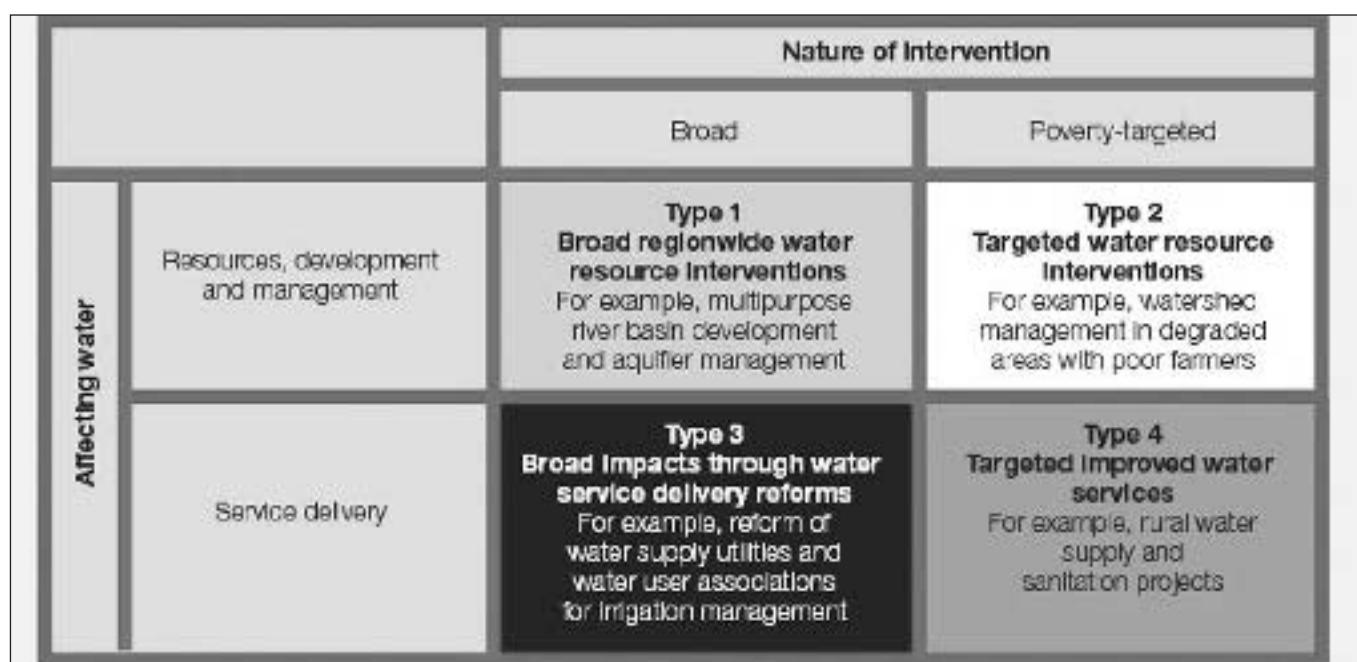 Nature of Intervention
Broad
Poverty-targeted
Affecting water
Resources, development
and management
Type 1
Broad regionwide water
resource interventions
For example, multipurpose
river basin development
and aquifier management
Type 2
Targeted water resource
interventions
For example, watershed
management in degraded
areas with poor farmers
Service delivery
Type 3
Broad impacts through water
service delivery reforms
For example, reform of
water supply utilities and
water user associations
for irrigation management
Type 4
Targeted improved water
services
For example, rural water
supply and
sanitation projects